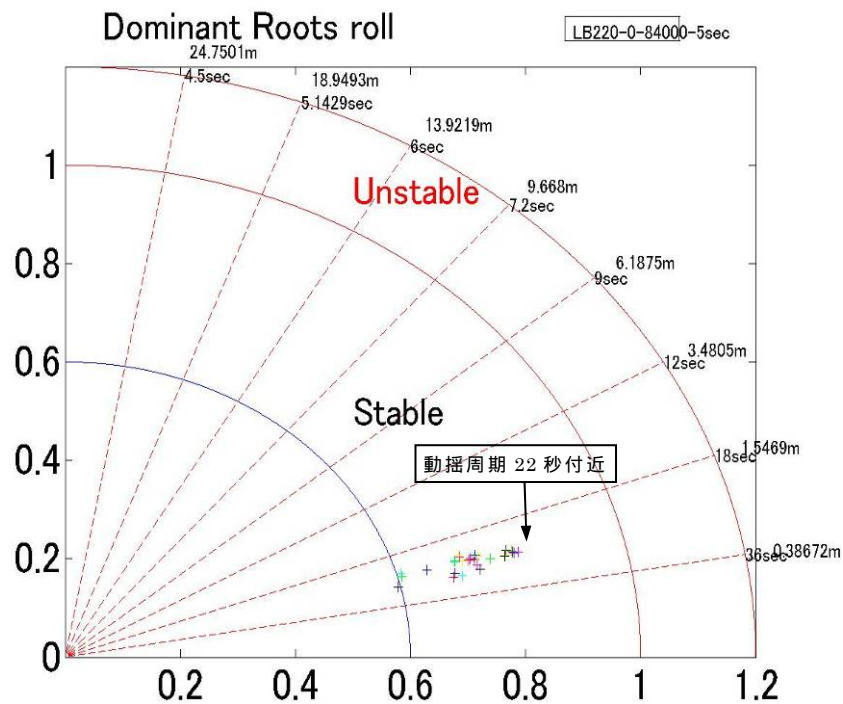 Dominant Roots roll
LB220-0-84000-5sec
24.7501m
4.5sec
18.9493m
5.1429sec
13.9219m
6sec
9.668m
7.2sec
6.1875m
9sec
3.4805m
12sec
1.5469m
18sec
0.38672m
36sec
Unstable
Stable
動揺周期 22 秒付近
1
0.8
0.6
0.4
0.2
0
0.2
0.4
0.6
0.8
1
1.2